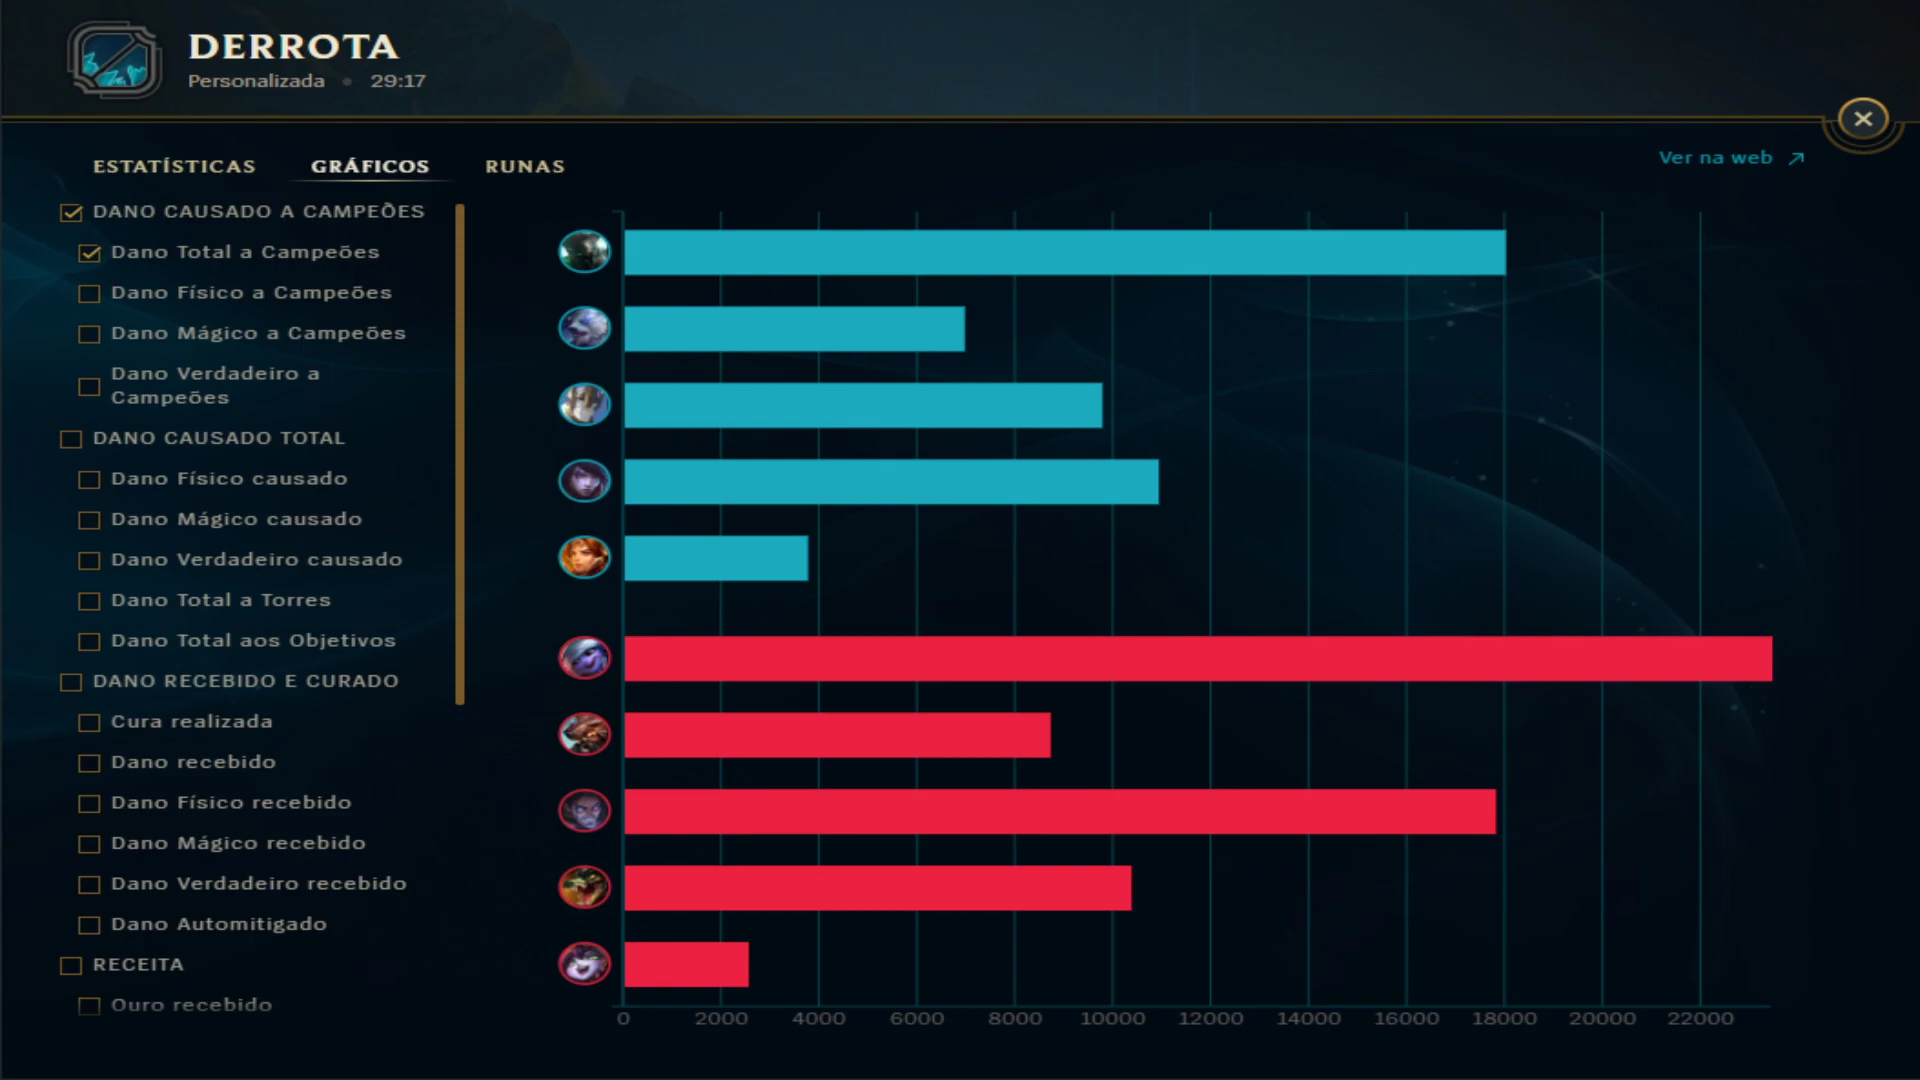 DERROTA
Personalizada • 29:17
ESTATÍSTICAS GRÁFICOS RUNAS
Ver na web
DANO CAUSADO A CAMPEÕES
Dano Total a Campeões
Dano Físico a Campeões
Dano Mágico a Campeões
Dano Verdadeiro a
Campeões
DANO CAUSADO TOTAL
Dano Físico causado
Dano Mágico causado
Dano Verdadeiro causado
Dano Total a Torres
Dano Total aos Objetivos
DANO RECEBIDO E CURADO
Cura realizada
Dano recebido
Dano Físico recebido
Dano Mágico recebido
Dano Verdadeiro recebido
Dano Automitigado
RECEITA
Ouro recebido
0 2000 4000 6000 8000 10000 12000 14000 16000 18000 20000 22000